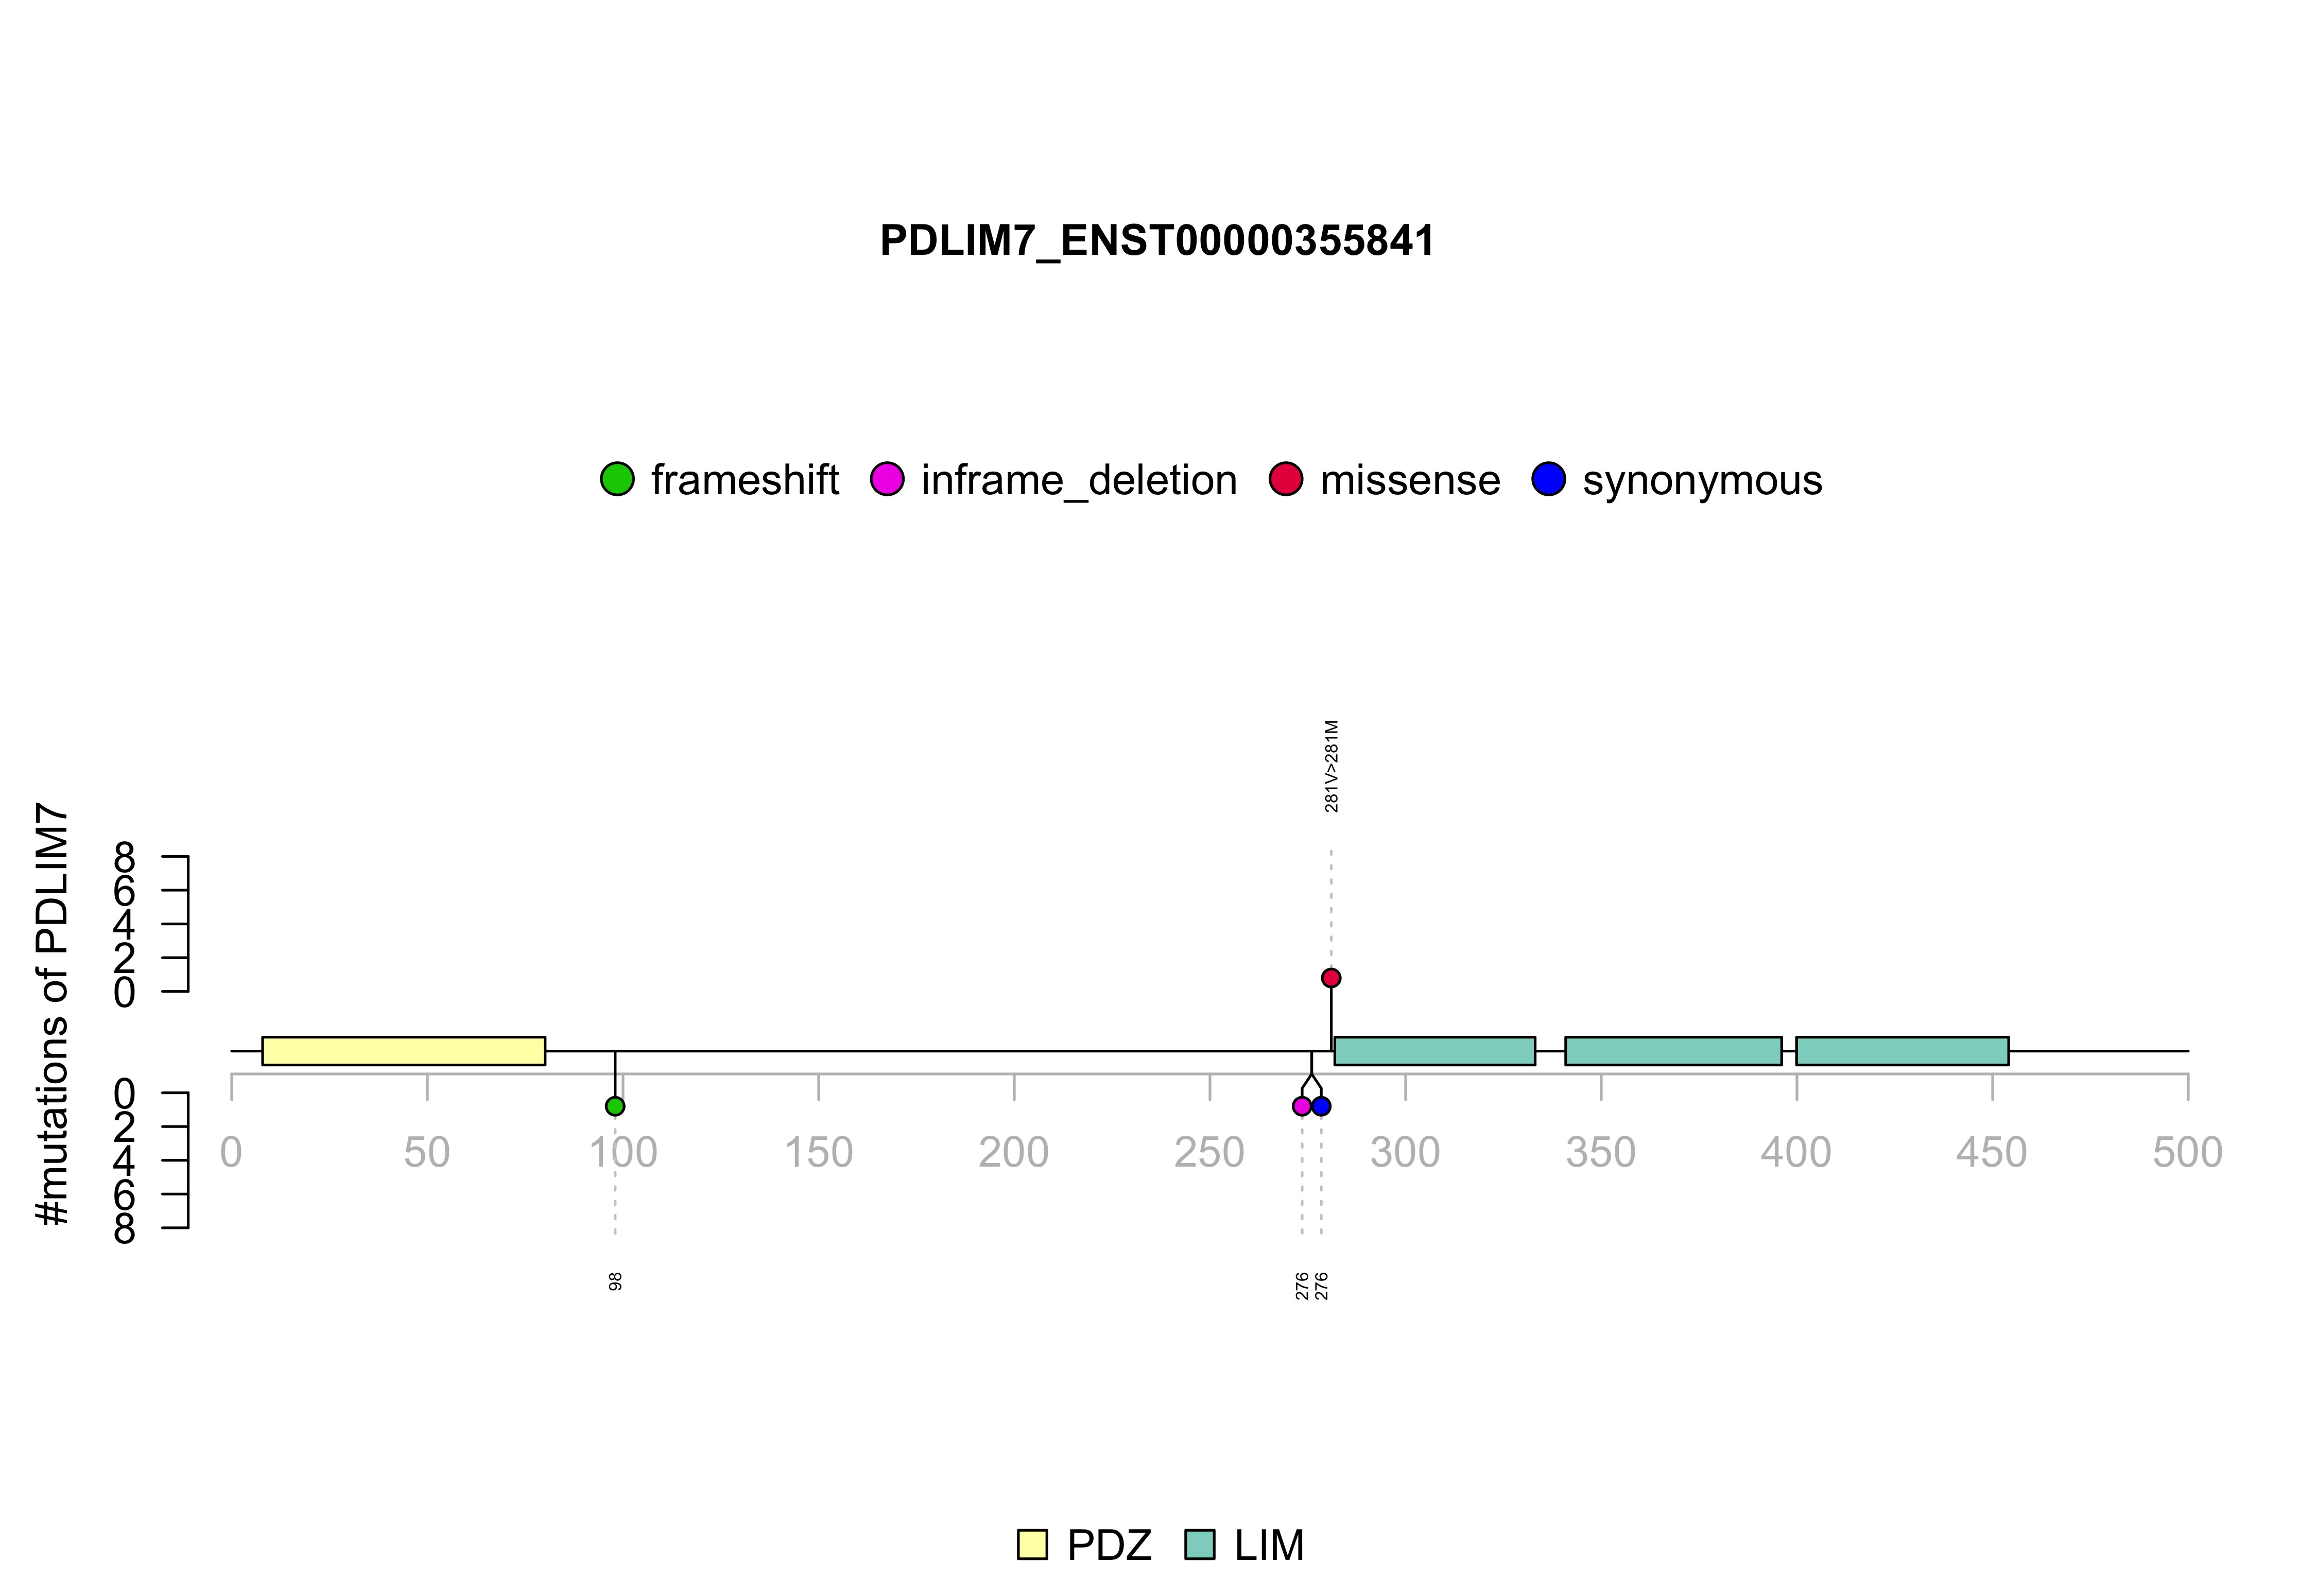 PDLIM7_ENST00000355841
frameshift inframe_deletion missense synonymous
281V>281M
#mutations of PDLIM7
8
6
4
2
0
0
2
4
6
8
0 50 100 150 200 250 300 350 400 450 500
98 276 276
PDZ LIM